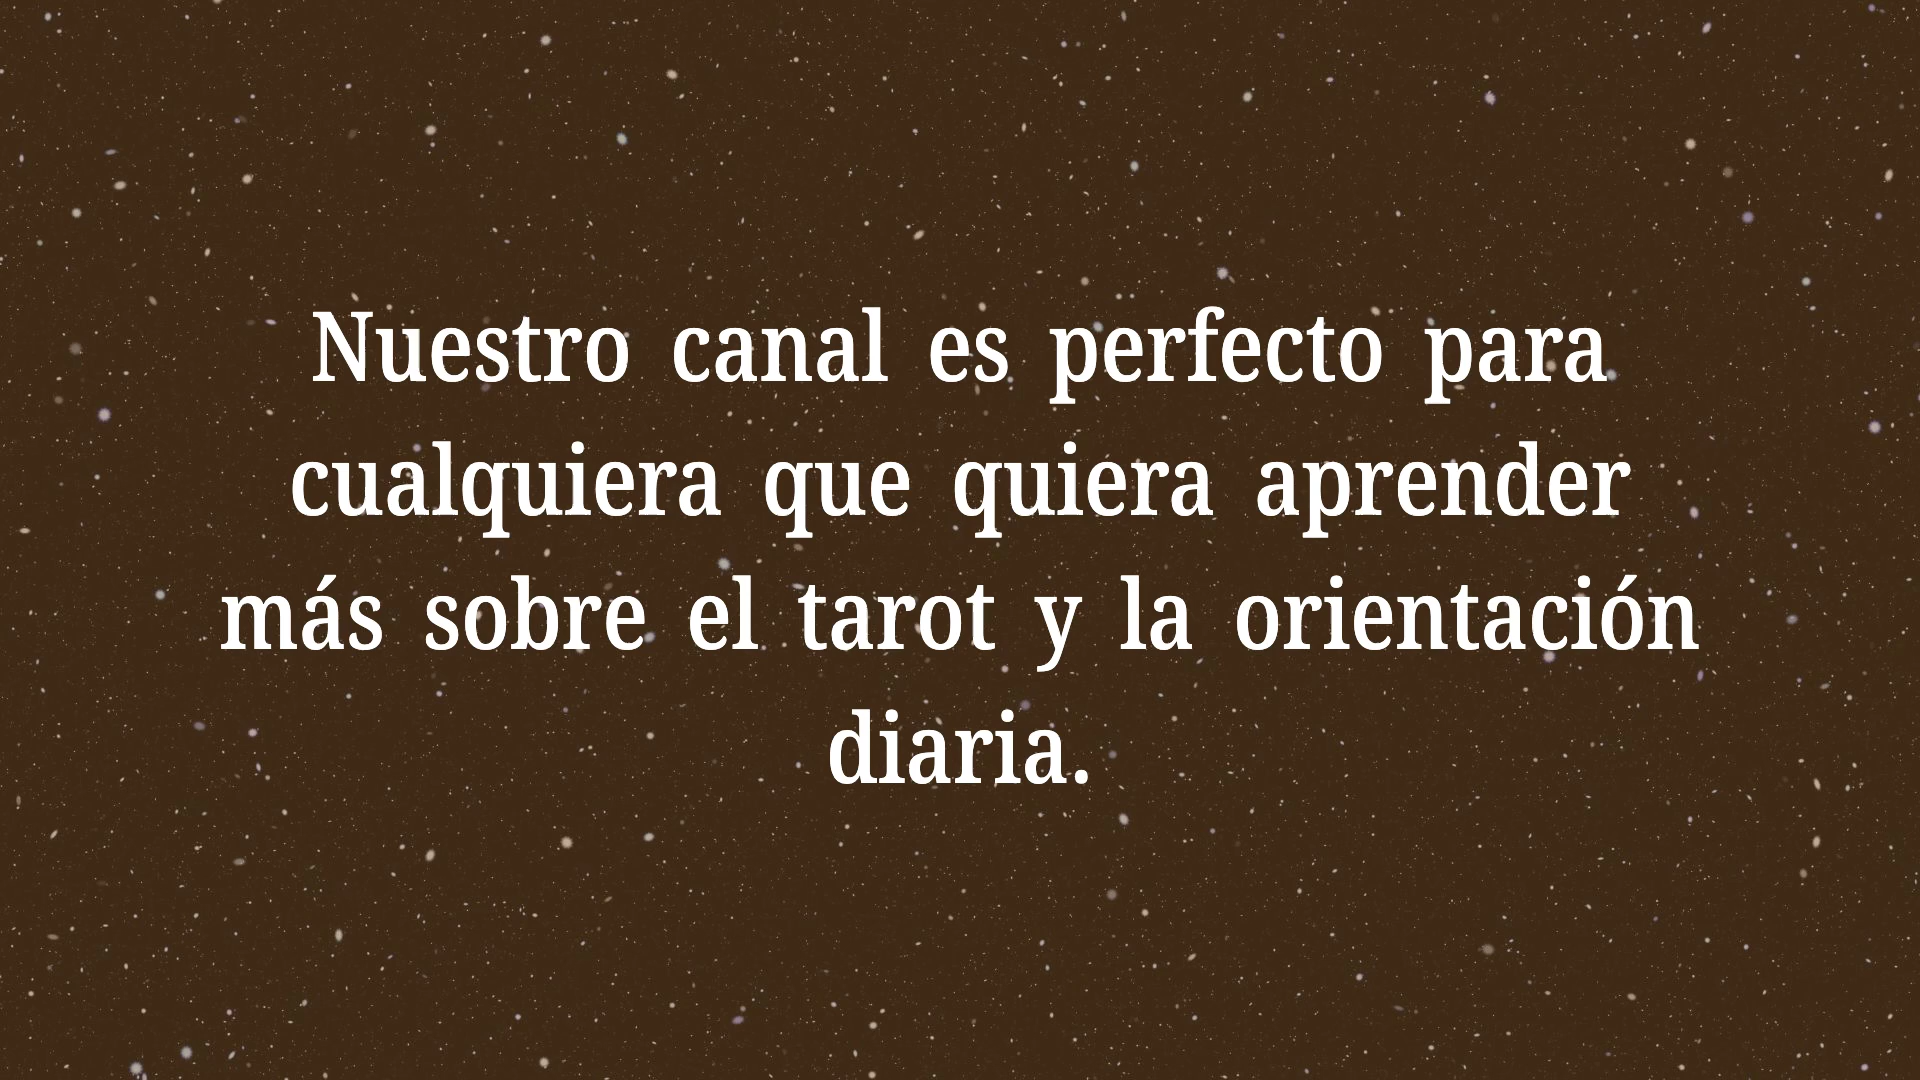 Nuestro canal es perfecto para
cualquiera que quiera aprender
más sobre el tarot y la orientación
diaria.